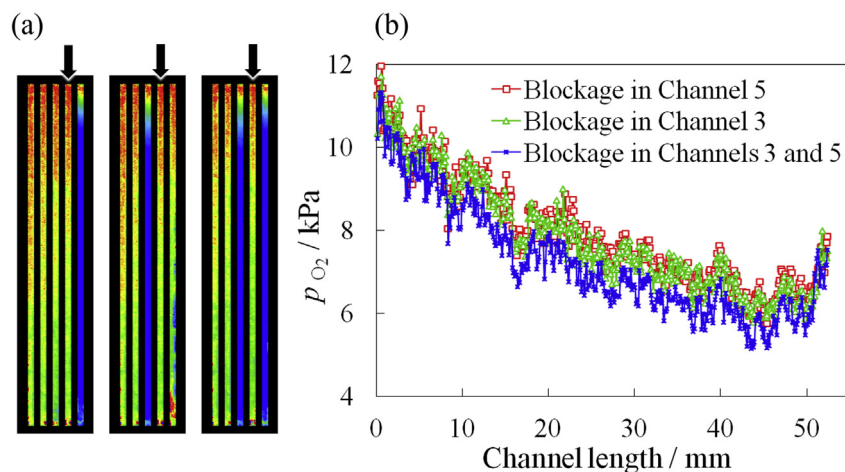 (a)
(b)
12
10
8
6
4
p O2 / kPa
Blockage in Channel 5
Blockage in Channel 3
Blockage in Channels 3 and 5
0
10
20
30
40
50
Channel length / mm